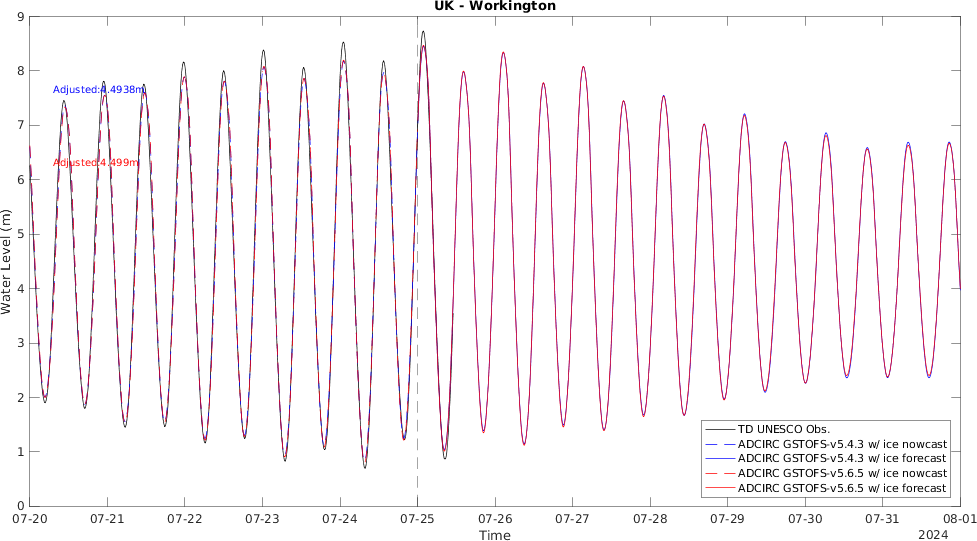 UK - Workington
9
8
7
6
5
4
3
2
1
0
Water Level (m)
Adjusted:4.4938m
Adjusted:4.499m
TD UNESCO Obs.
ADCIRC GSTOFS-v5.4.3 w/ ice nowcast
ADCIRC GSTOFS-v5.4.3 w/ ice forecast
ADCIRC GSTOFS-v5.6.5 w/ ice nowcast
ADCIRC GSTOFS-v5.6.5 w/ ice forecast
07-20 07-21 07-22 07-23 07-24 07-25 07-26 07-27 07-28 07-29 07-30 07-31 08-01
Time
2024